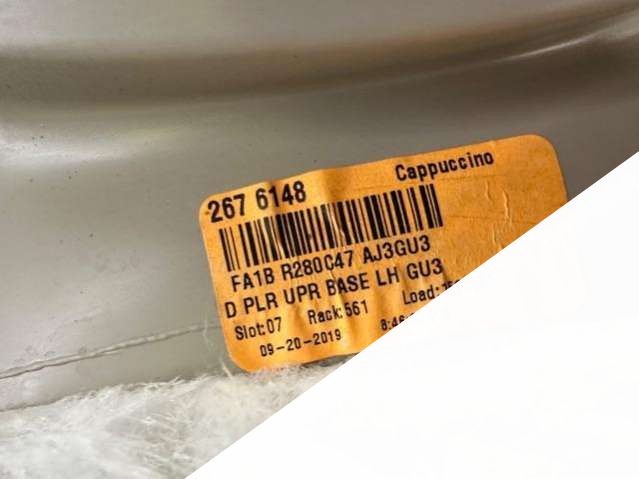 267 6148 Cappuccino
FA1B R280C47 AJ3GU3
D PLR UPR BASE LH GU3
Slot:07 Rack:561 Load:
09-20-2019